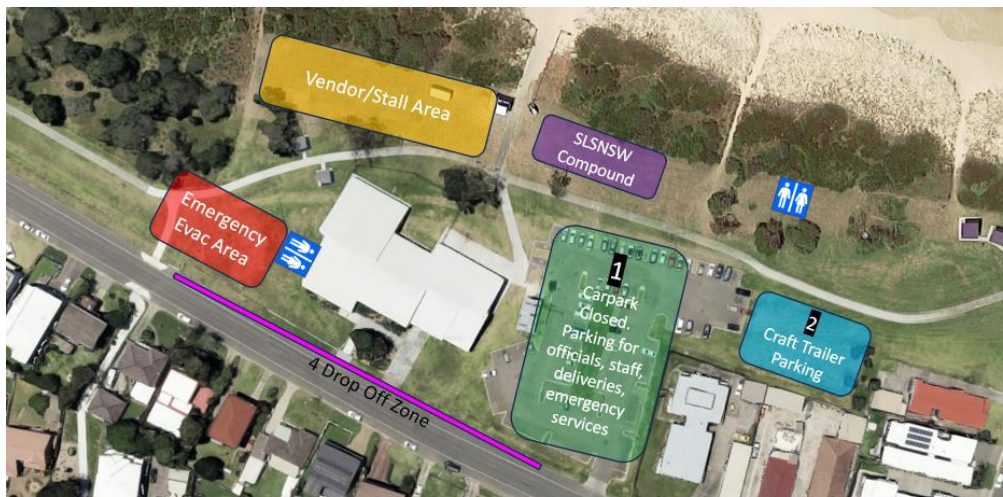 Vendor/Stall Area
SLSNSW
Compound
Emergency
Evac Area
1
Carpark
Closed.
Parking for
officials, staff,
deliveries,
emergency
services
2
Craft Trailer
Parking
4 Drop Off Zone